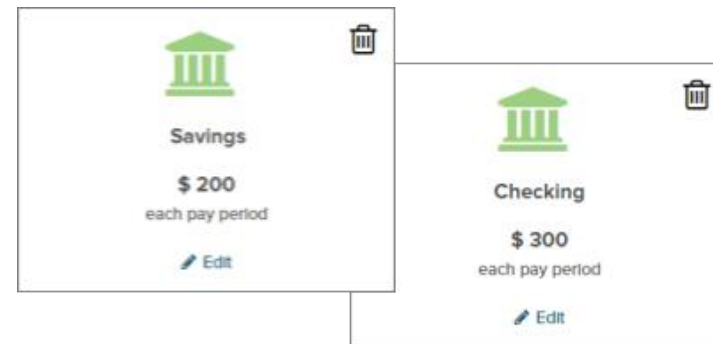 Savings
$ 200
each pay period
Edit
Checking
$ 300
each pay period
Edit